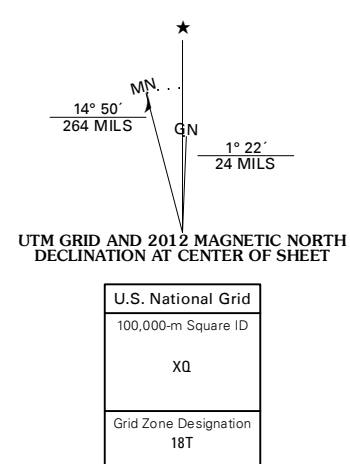 ★
MN
14° 50´
264 MILS
GN
1° 22´
24 MILS
UTM GRID AND 2012 MAGNETIC NORTH
DECLINATION AT CENTER OF SHEET
U.S. National Grid
100,000-m Square ID
XQ
Grid Zone Designation
18T